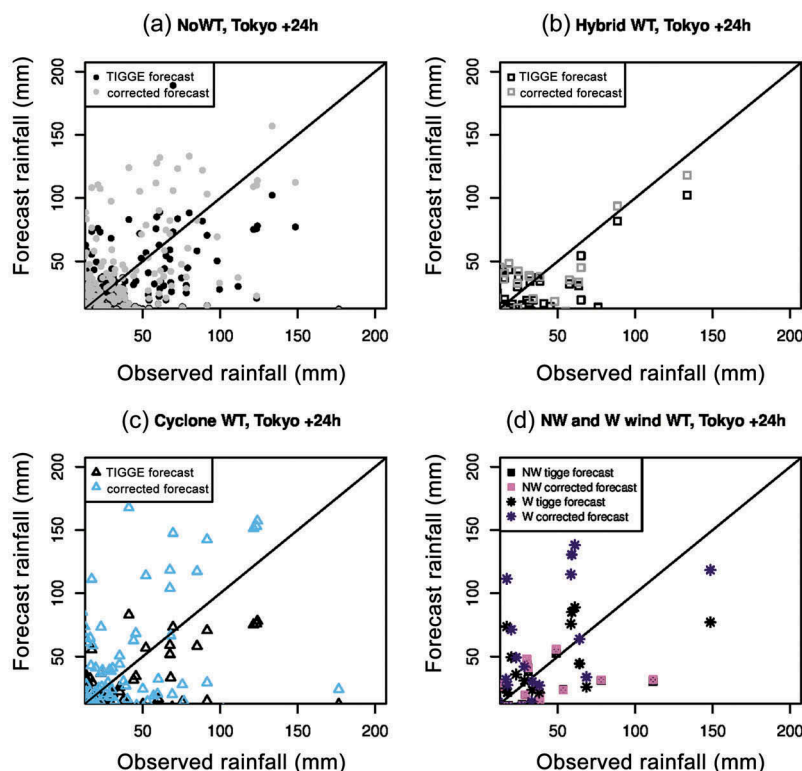 (a) NoWT, Tokyo +24h
TIGGE forecast
corrected forecast
Forecast rainfall (mm)
200
150
100
50
50
100
150
200
Observed rainfall (mm)
(b) Hybrid WT, Tokyo +24h
TIGGE forecast
corrected forecast
Forecast rainfall (mm)
200
150
100
50
50
100
150
200
Observed rainfall (mm)
(c) Cyclone WT, Tokyo +24h
TIGGE forecast
corrected forecast
Forecast rainfall (mm)
200
150
100
50
50
100
150
200
Observed rainfall (mm)
(d) NW and W wind WT, Tokyo +24h
NW tigge forecast
NW corrected forecast
W tigge forecast
W corrected forecast
Forecast rainfall (mm)
200
150
100
50
50
100
150
200
Observed rainfall (mm)